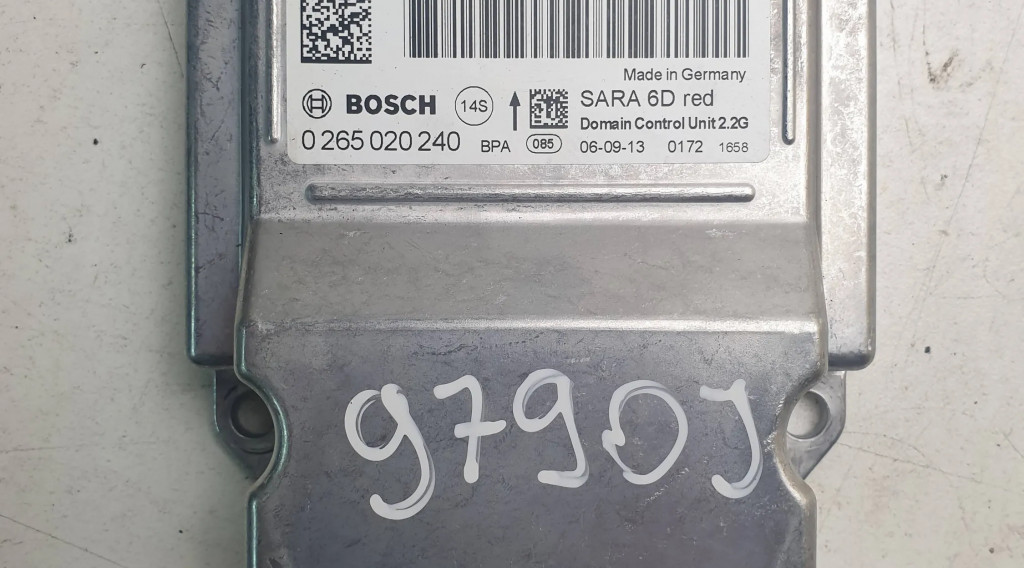 Made in Germany
BOSCH 14S SARA 6D red
Domain Control Unit 2.2G
0 265 020 240 BPA 085 06-09-13 0172 1658
9790J